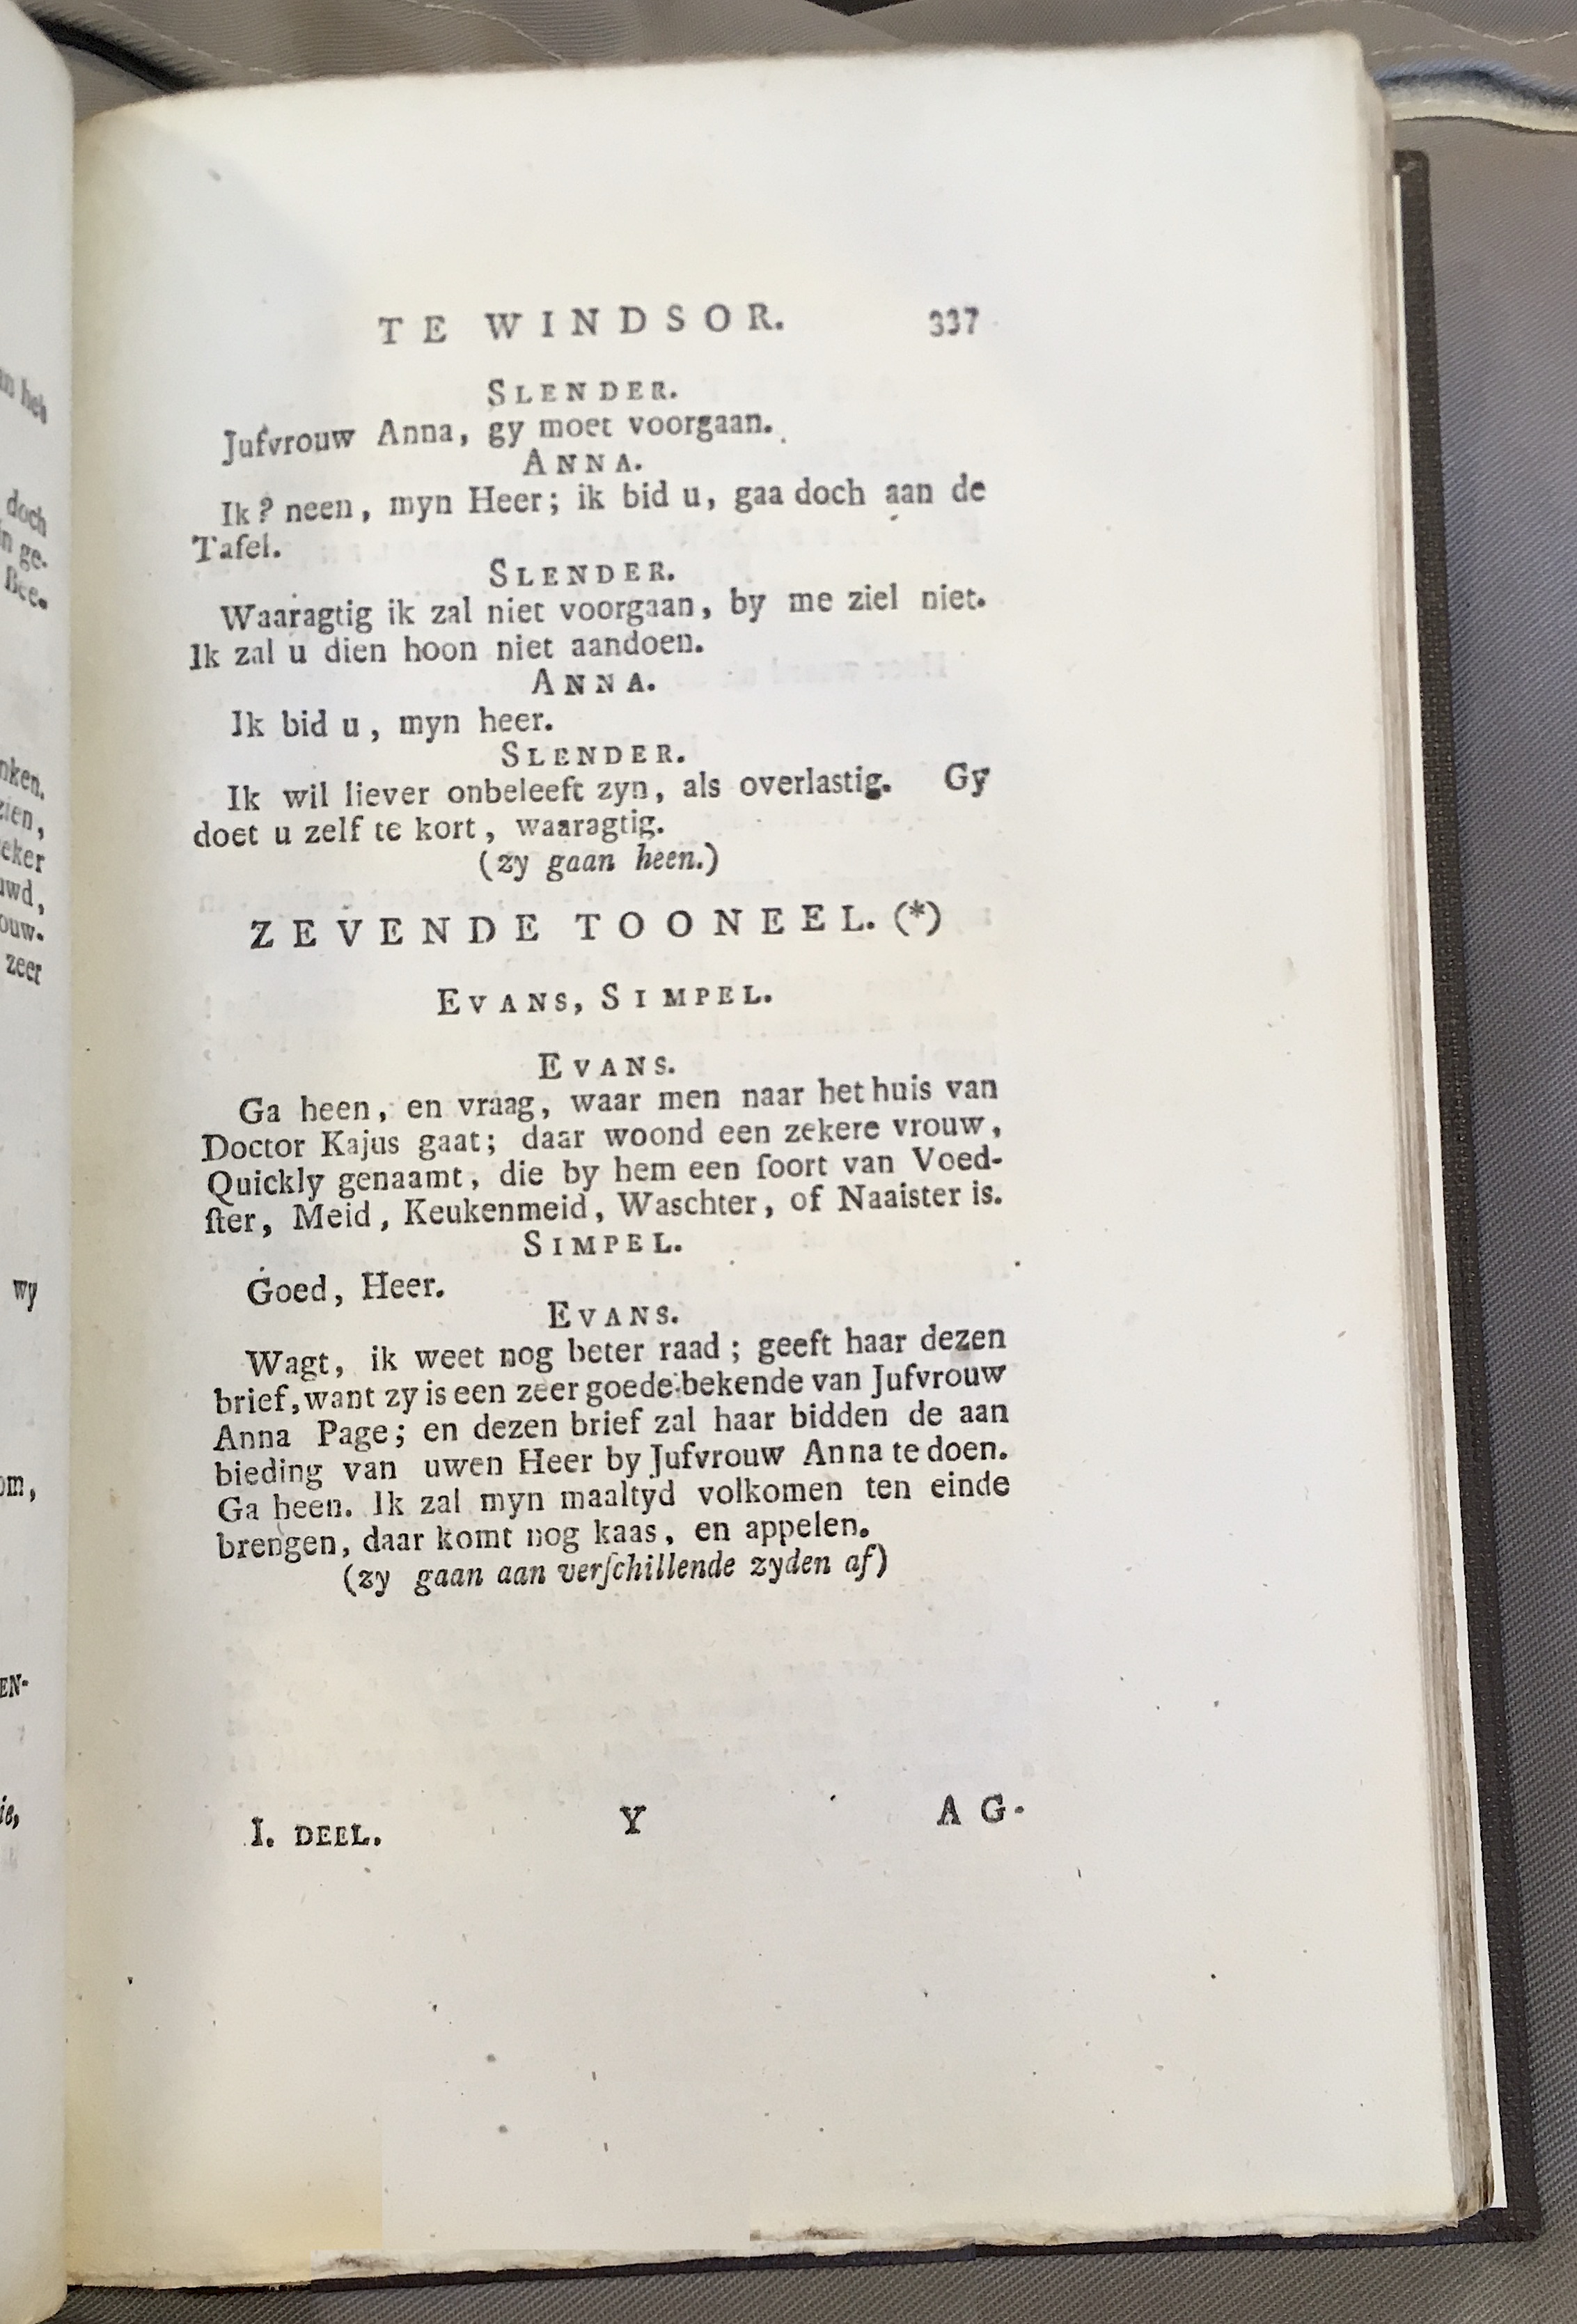 TE WINDSOR. 337
SLENDER.
Jufvrouw Anna, gy moet voorgaan.
ANNA.
Ik? neen, myn Heer; ik bid u, gaa doch aan de
Tafel.
SLENDER.
Waaragtig ik zal niet voorgaan, by me ziel niet.
Ik zal u dien hoon niet aandoen.
ANNA.
Ik bid u, myn heer.
SLENDER.
Ik wil liever onbeleeft zyn, als overlastig. Gy
doet u zelf te kort, waaragtig.
(zy gaan heen.)
ZEVENDE TOONEEL. (*)
EVANS, SIMPEL.
EVANS.
Ga heen, en vraag, waar men naar het huis van
Doctor Kajus gaat; daar woond een zekere vrouw,
Quickly genaamt, die by hem een ſoort van Voed-
ſter, Meid, Keukenmeid, Waschter, of Naaister is.
SIMPEL.
Goed, Heer.
EVANS.
Wagt, ik weet nog beter raad; geeft haar dezen
brief, want zy is een zeer goede bekende van Jufvrouw
Anna Page; en dezen brief zal haar bidden de aan
bieding van uwen Heer by Jufvrouw Anna te doen.
Ga heen. Ik zal myn maaltyd volkomen ten einde
brengen, daar komt nog kaas, en appelen.
(zy gaan aan verſchillende zyden af)
I. DEEL. Y AG-
doch
ge-
Bee.
nken.
zien,
zeer
wy